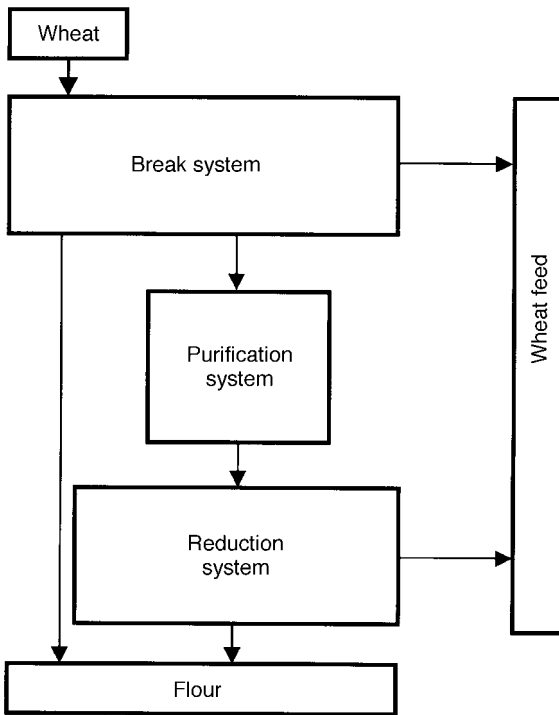 Wheat
Break system
Wheat feed
Purification
system
Reduction
system
Flour